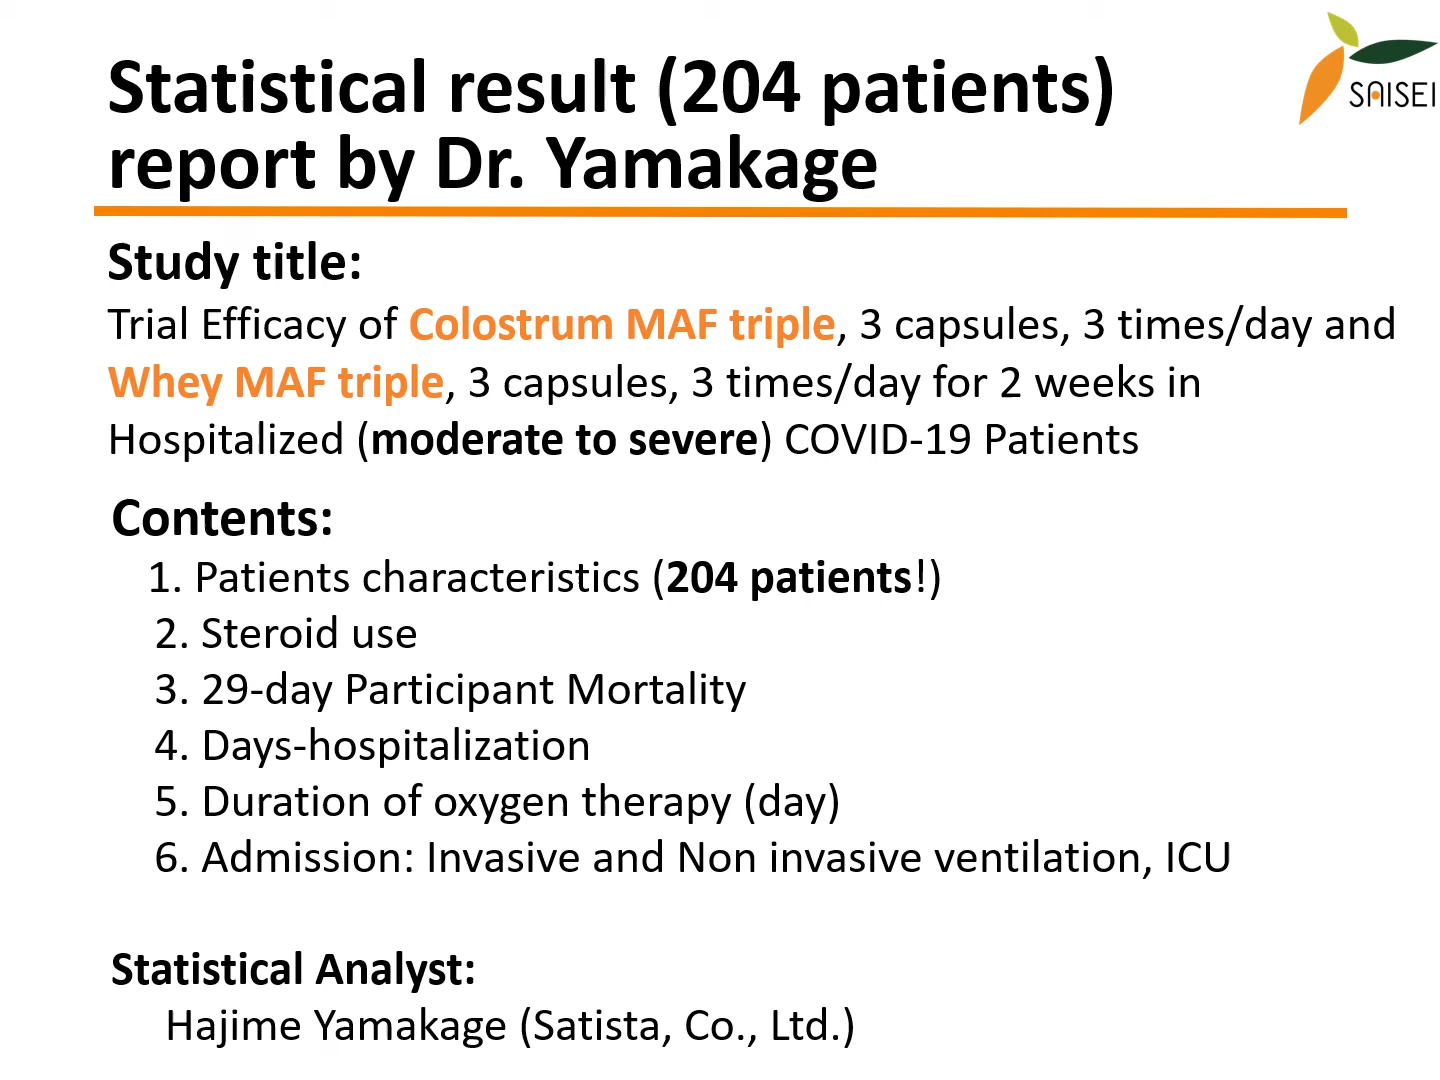 Statistical result (204 patients)
report by Dr. Yamakage
SAISEI
Study title:
Trial Efficacy of Colostrum MAF triple, 3 capsules, 3 times/day and
Whey MAF triple, 3 capsules, 3 times/day for 2 weeks in
Hospitalized (moderate to severe) COVID-19 Patients
Contents:
1. Patients characteristics (204 patients!)
2. Steroid use
3. 29-day Participant Mortality
4. Days-hospitalization
5. Duration of oxygen therapy (day)
6. Admission: Invasive and Non invasive ventilation, ICU
Statistical Analyst:
Hajime Yamakage (Satista, Co., Ltd.)